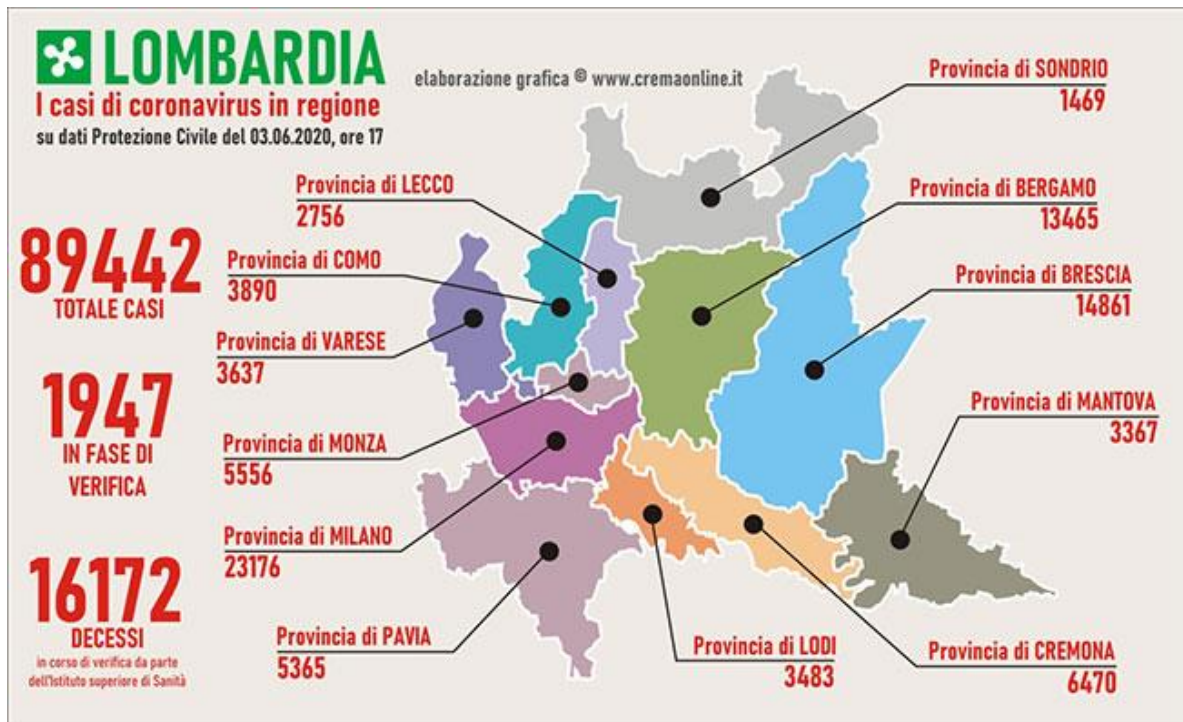 LOMBARDIA
I casi di coronavirus in regione
su dati Protezione Civile del 03.06.2020, ore 17
elaborazione grafica © www.cremaonline.it
Provincia di SONDRIO
1469
Provincia di LECCO
2756
Provincia di BERGAMO
13465
89442
TOTALE CASI
Provincia di COMO
3890
Provincia di BRESCIA
14861
Provincia di VARESE
3637
1947
IN FASE DI
VERIFICA
Provincia di MANTOVA
3367
Provincia di MONZA
5556
Provincia di MILANO
23176
16172
DECESSI
in corso di verifica da parte
dell'Istituto superiore di Sanità
Provincia di PAVIA
5365
Provincia di LODI
3483
Provincia di CREMONA
6470